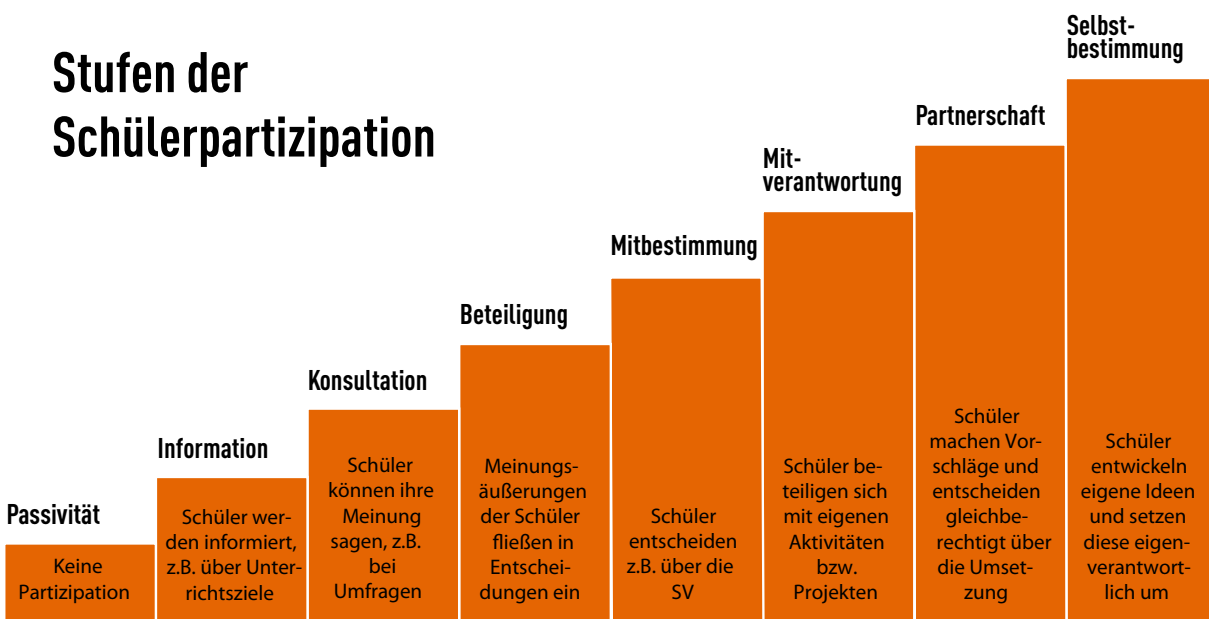 Stufen der
Schülerpartizipation
Passivität
Keine
Partizipation
Information
Schüler wer-
den informiert,
z.B. über Unter-
richtsziele
Konsultation
Schüler
können ihre
Meinung
sagen, z.B.
bei
Umfragen
Beteiligung
Meinungs-
äußerungen
der Schüler
fließen in
Entschei-
dungen ein
Mitbestimmung
Schüler
entscheiden
z.B. über die
SV
Mit-
verantwortung
Schüler be-
teiligen sich
mit eigenen
Aktivitäten
bzw.
Projekten
Partnerschaft
Schüler
machen Vor-
schläge und
entscheiden
gleichbe-
rechtigt über
die Umset-
zung
Selbst-
bestimmung
Schüler
entwickeln
eigene Ideen
und setzen
diese eigen-
verantwort-
lich um